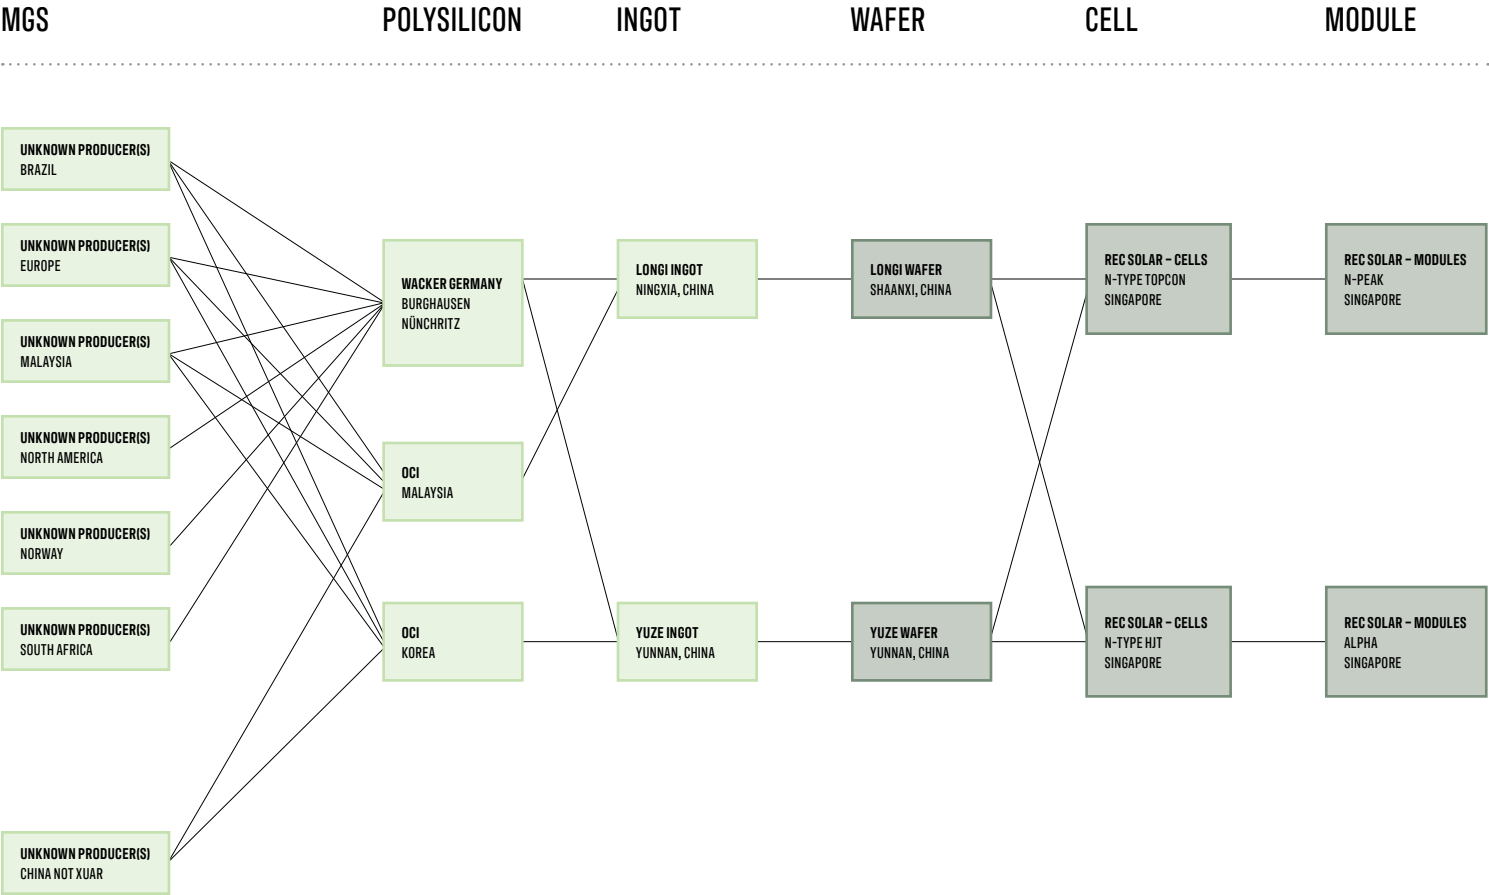 MGS
POLYSILICON
INGOT
WAFER
CELL
MODULE
UNKNOWN PRODUCER(S)
BRAZIL
UNKNOWN PRODUCER(S)
EUROPE
UNKNOWN PRODUCER(S)
MALAYSIA
UNKNOWN PRODUCER(S)
NORTH AMERICA
UNKNOWN PRODUCER(S)
NORWAY
UNKNOWN PRODUCER(S)
SOUTH AFRICA
UNKNOWN PRODUCER(S)
CHINA NOT XUAR
WACKER GERMANY
BURGHAUSEN
NÜNCHRITZ
OCI
MALAYSIA
OCI
KOREA
LONGI INGOT
NINGXIA, CHINA
YUZE INGOT
YUNNAN, CHINA
LONGI WAFER
SHAANXI, CHINA
YUZE WAFER
YUNNAN, CHINA
REC SOLAR – CELLS
N-TYPE TOPCON
SINGAPORE
REC SOLAR – CELLS
N-TYPE HJT
SINGAPORE
REC SOLAR – MODULES
N-PEAK
SINGAPORE
REC SOLAR – MODULES
ALPHA
SINGAPORE